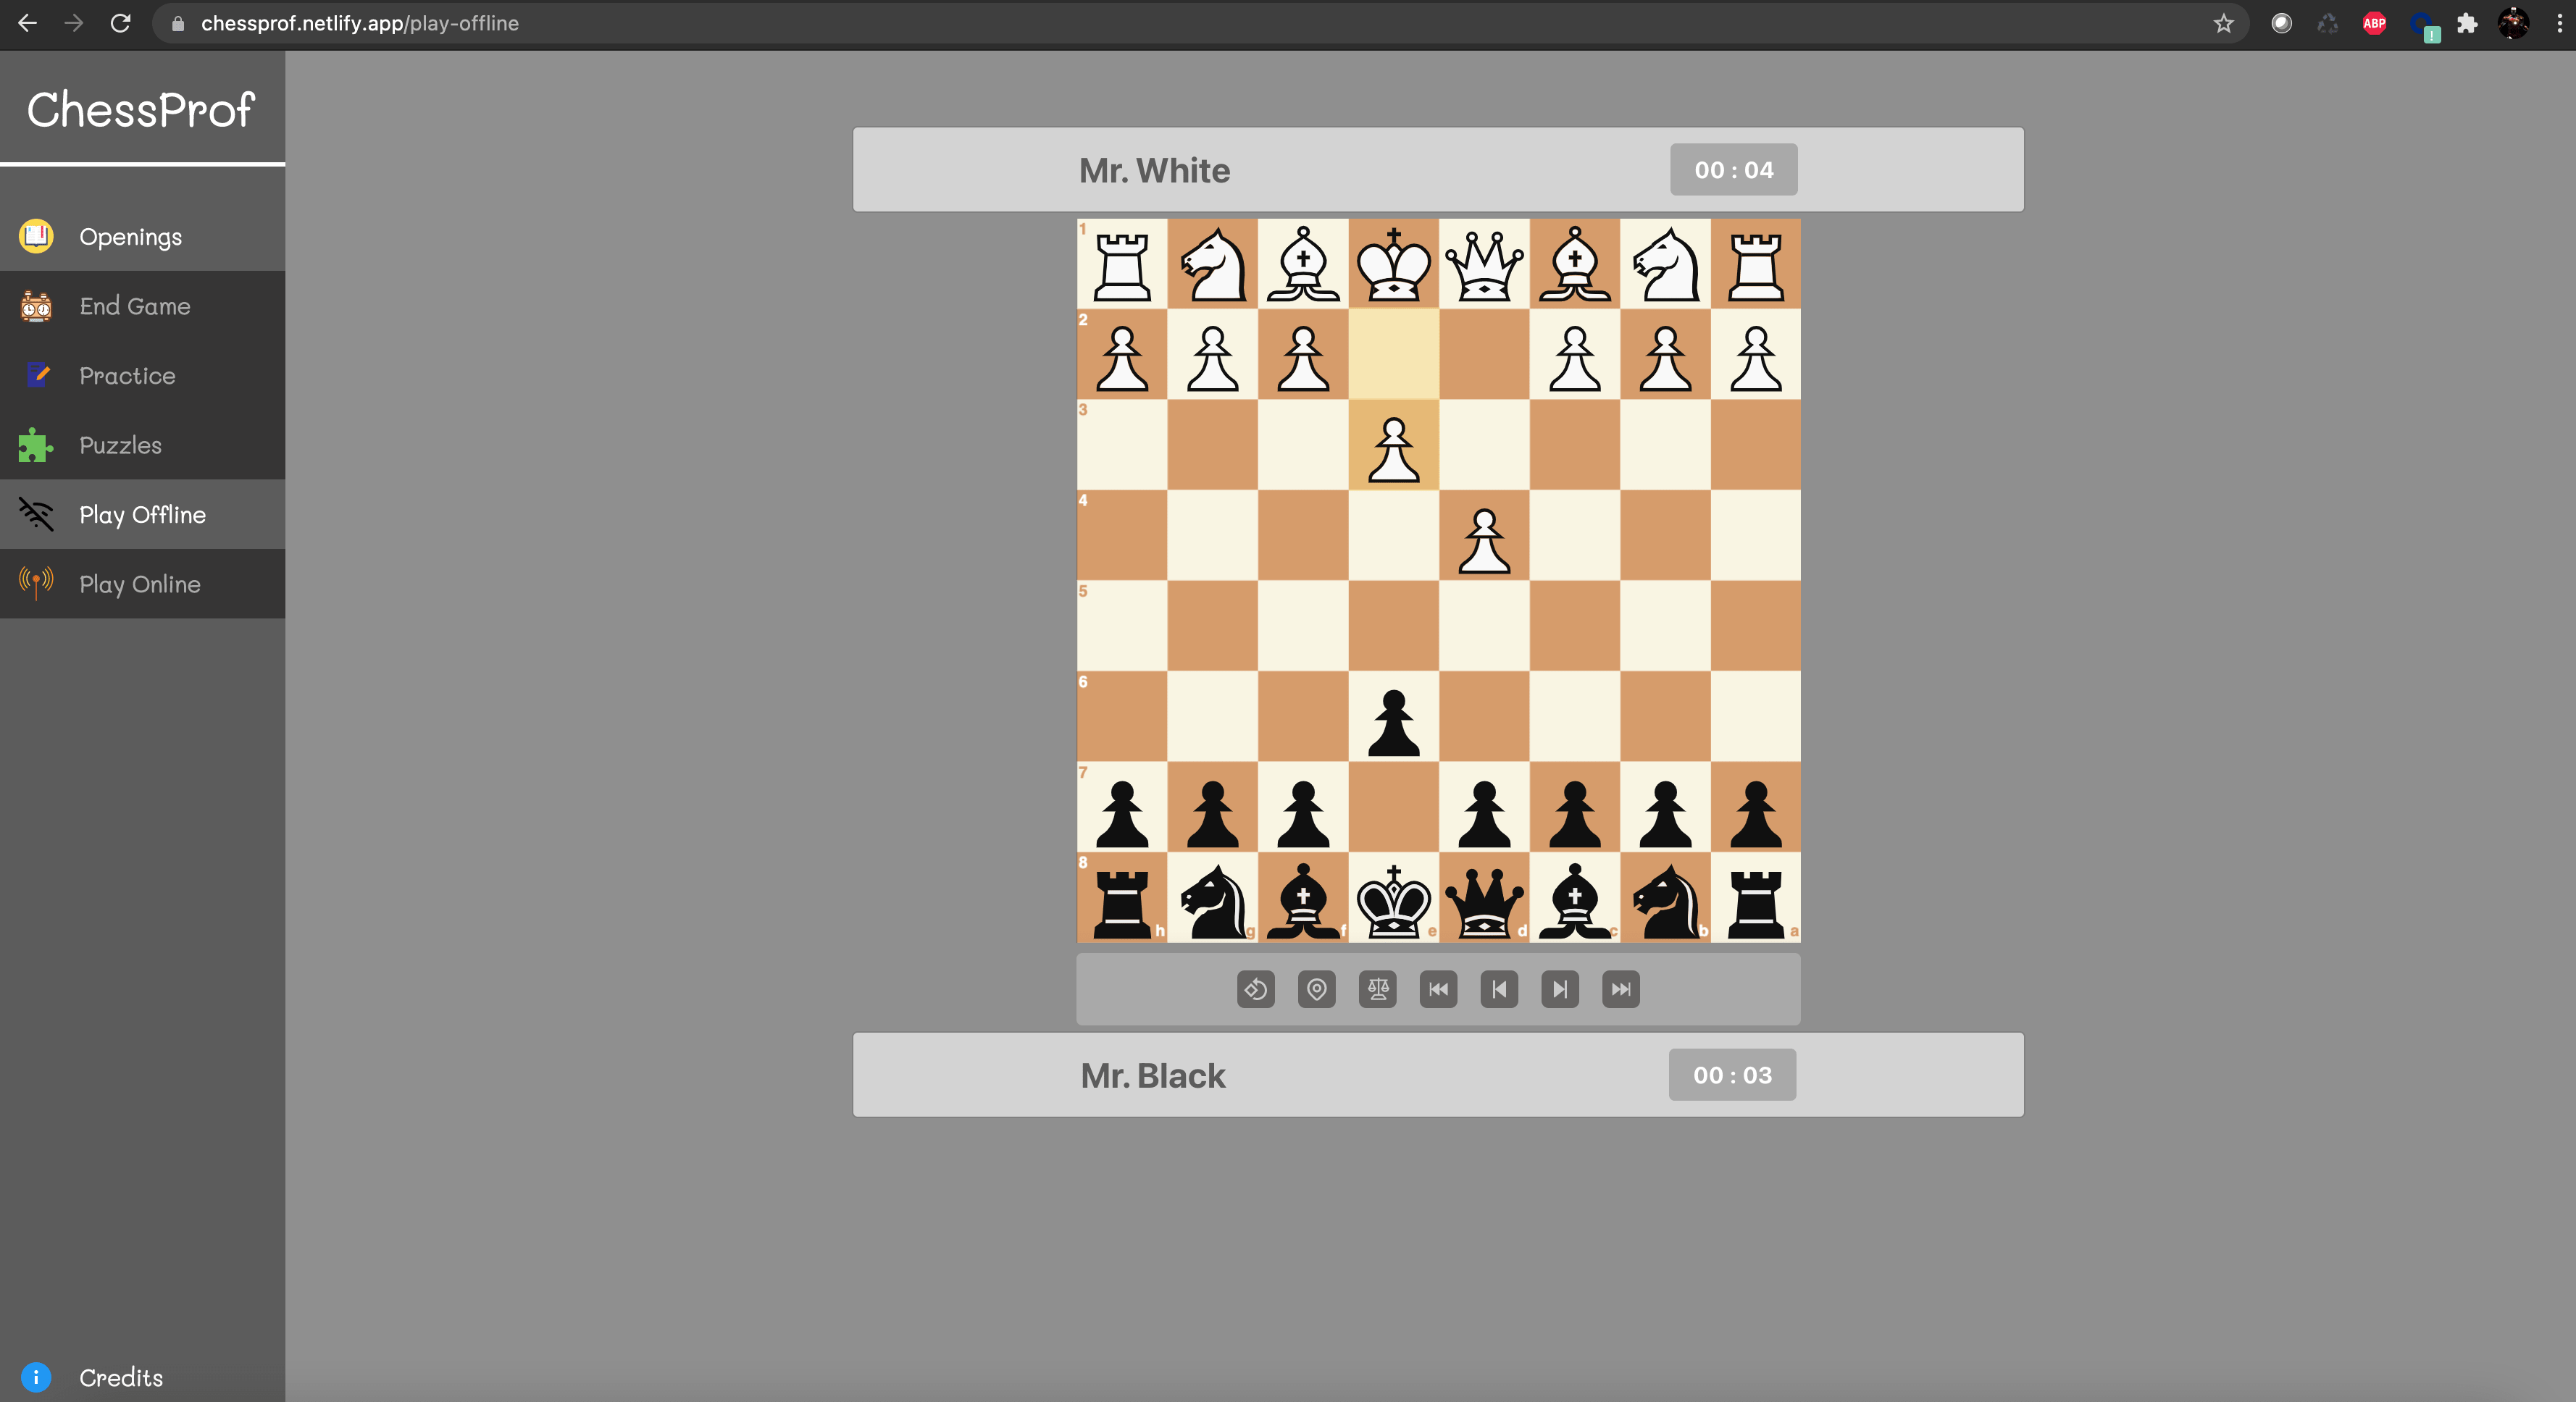 chessprof.netlify.app/play-offline
ABP
!
ChessProf
Openings
End Game
Practice
Puzzles
Play Offline
Play Online
Mr. White
00 : 04
1
2
3
4
5
6
7
8
h g f e d c b a
Mr. Black
00 : 03
i
Credits